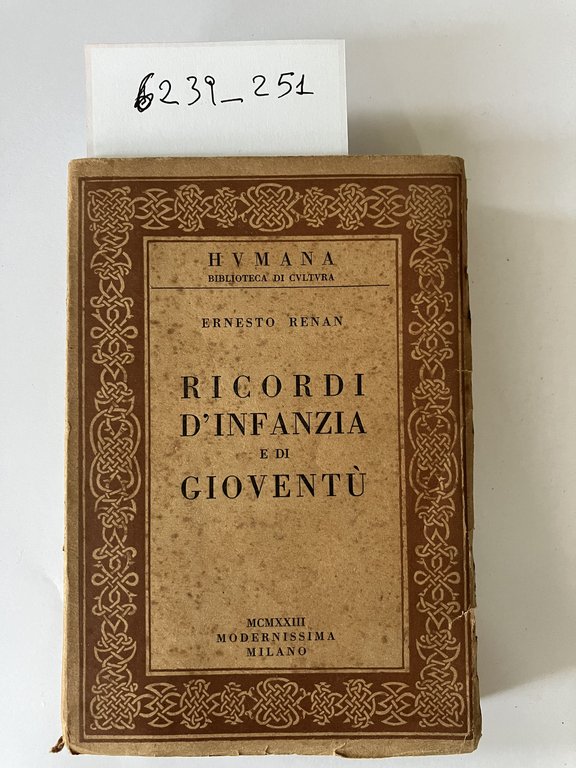 6239_251
HVMANA
BIBLIOTECA DI CVLTVRA
ERNESTO RENAN
RICORDI
D'INFANZIA
E DI
GIOVENTÙ
MCMXXIII
MODERNISSIMA
MILANO